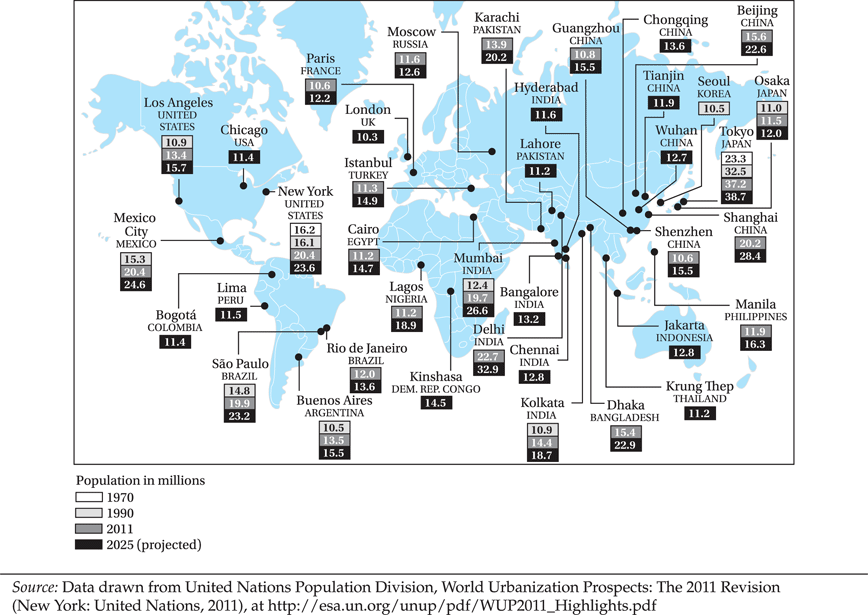 Moscow
RUSSIA
11.6
12.6
Karachi
PAKISTAN
13.9
20.2
Guangzhou
CHINA
10.8
15.5
Chongqing
CHINA
13.6
Beijing
CHINA
15.6
22.6
Paris
FRANCE
10.6
12.2
Hyderabad
INDIA
11.6
Tianjin
CHINA
11.9
Seoul
KOREA
10.5
Osaka
JAPAN
11.0
11.5
12.0
Los Angeles
UNITED
STATES
10.9
13.4
15.7
Chicago
USA
11.4
London
UK
10.3
Lahore
PAKISTAN
11.2
Wuhan
CHINA
12.7
Tokyo
JAPAN
23.3
32.5
37.2
38.7
Istanbul
TURKEY
11.3
14.9
New York
UNITED
STATES
16.2
16.1
20.4
23.6
Mexico
City
MEXICO
15.3
20.4
24.6
Cairo
EGYPT
11.2
14.7
Shanghai
CHINA
20.2
28.4
Shenzhen
CHINA
10.6
15.5
Mumbai
INDIA
12.4
19.7
26.6
Lima
PERU
11.5
Lagos
NIGERIA
11.2
18.9
Bangalore
INDIA
13.2
Bogotá
COLOMBIA
11.4
Manila
PHILIPPINES
11.9
16.3
Jakarta
INDONESIA
12.8
Delhi
INDIA
22.7
32.9
Chennai
INDIA
12.8
São Paulo
BRAZIL
14.8
19.9
23.2
Rio de Janeiro
BRAZIL
12.0
13.6
Kinshasa
DEM. REP. CONGO
14.5
Krung Thep
THAILAND
11.2
Buenos Aires
ARGENTINA
10.5
13.5
15.5
Kolkata
INDIA
10.9
14.4
18.7
Dhaka
BANGLADESH
15.4
22.9
Population in millions
1970
1990
2011
2025 (projected)
Source: Data drawn from United Nations Population Division, World Urbanization Prospects: The 2011 Revision
(New York: United Nations, 2011), at http://esa.un.org/unup/pdf/WUP2011_Highlights.pdf